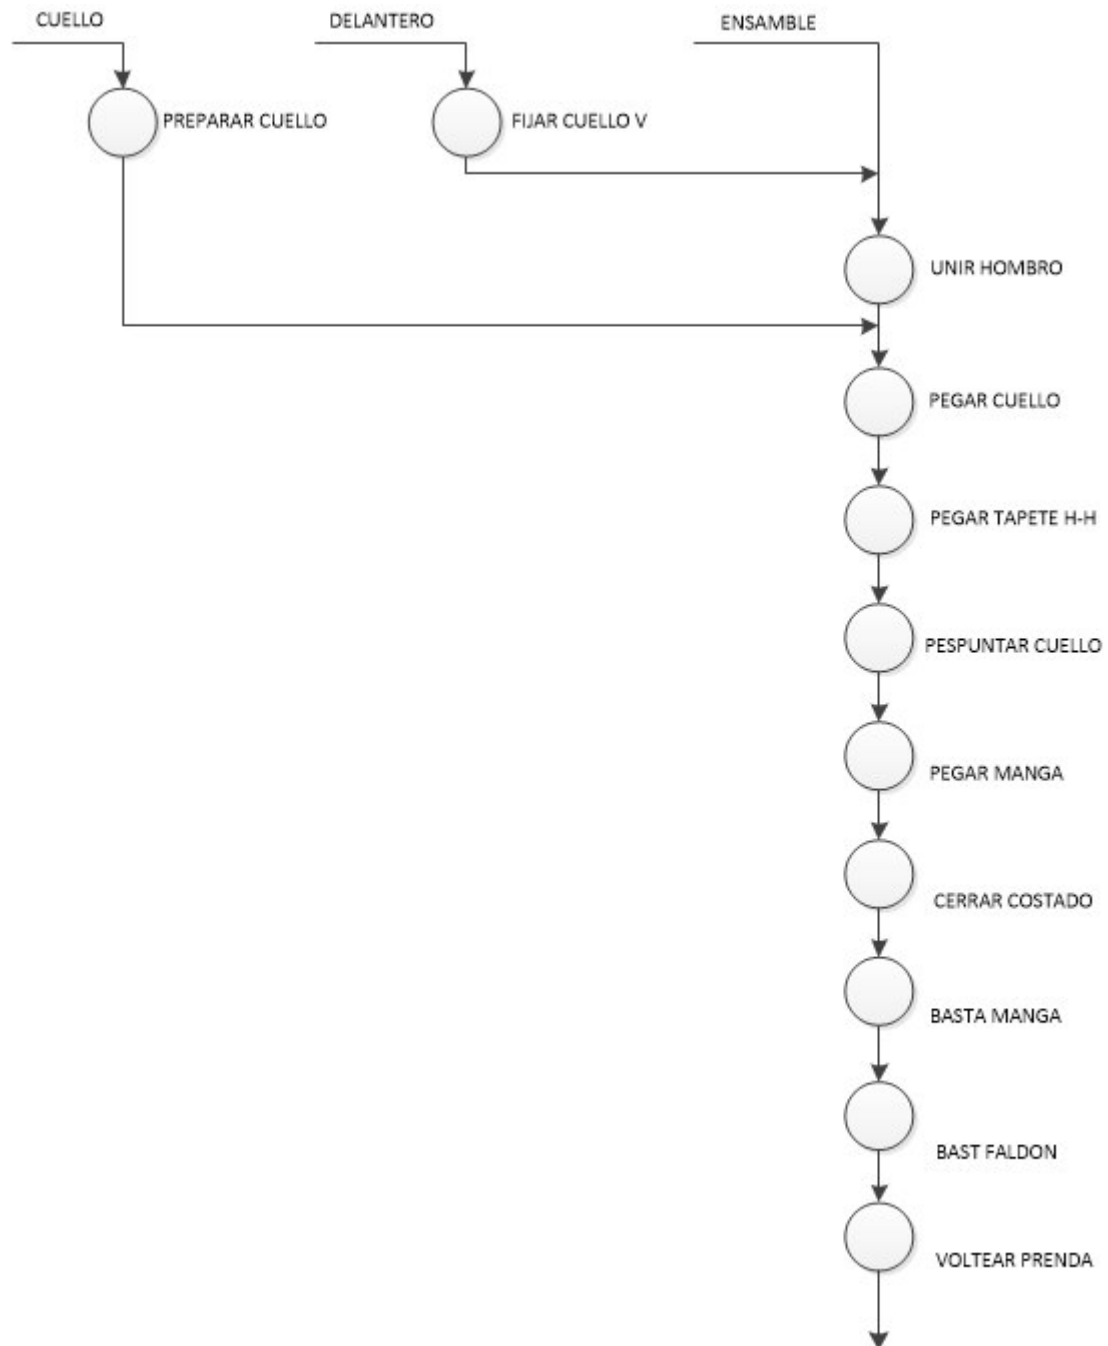 CUELLO
DELANTERO
ENSAMBLE
PREPARAR CUELLO
FIJAR CUELLO V
UNIR HOMBRO
PEGAR CUELLO
PEGAR TAPETE H-H
PESPUNTAR CUELLO
PEGAR MANGA
CERRAR COSTADO
BASTA MANGA
BAST FALDON
VOLTEAR PRENDA